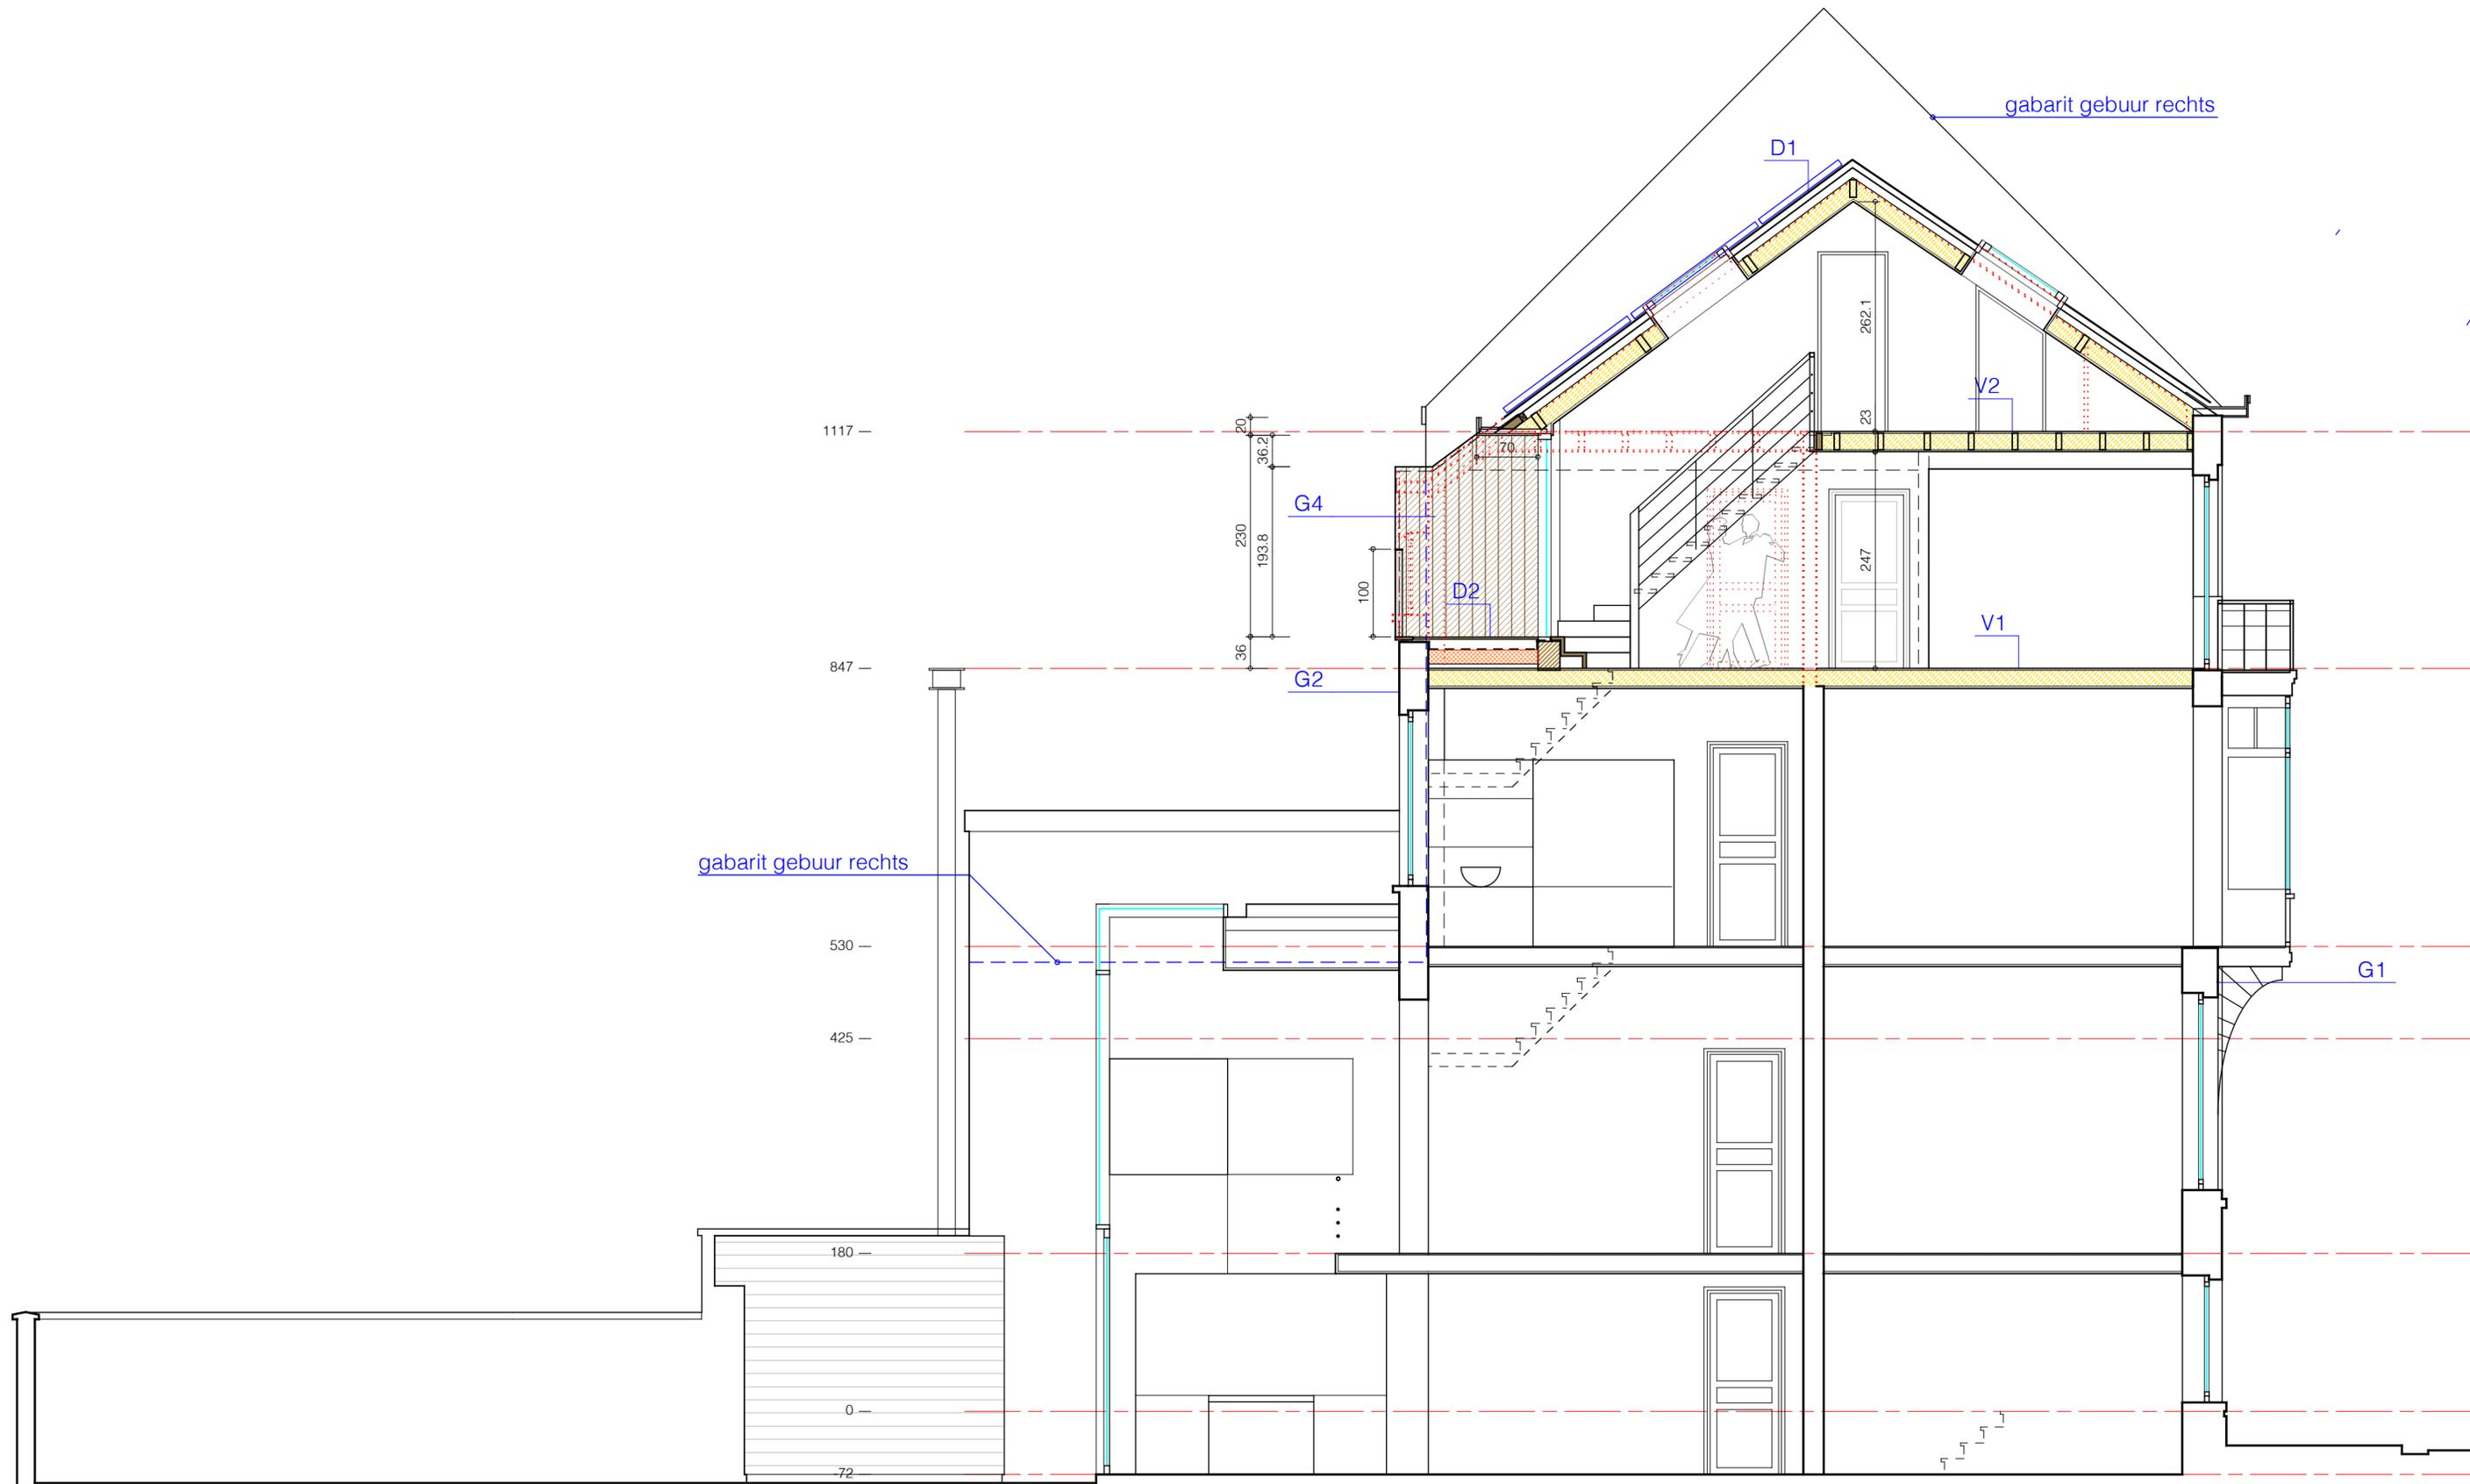 gabarit gebuur rechts
D1
262.1
V2
23
20
1117
36.2
70
G4
230
193.8
247
100
D2
V1
36
847
G2
gabarit gebuur rechts
530
G1
425
180
0
-72